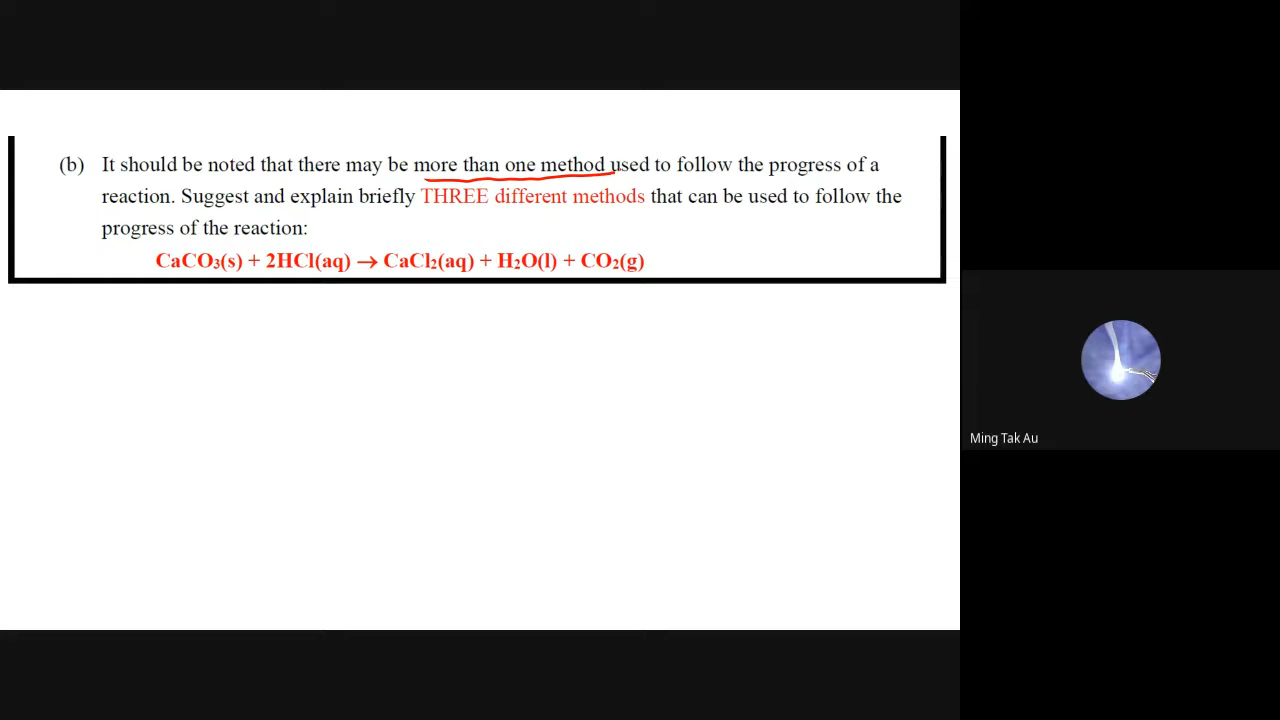 (b) It should be noted that there may be more than one method used to follow the progress of a
reaction. Suggest and explain briefly THREE different methods that can be used to follow the
progress of the reaction:
CaCO₃(s) + 2HCl(aq) → CaCl₂(aq) + H₂O(l) + CO₂(g)
Ming Tak Au